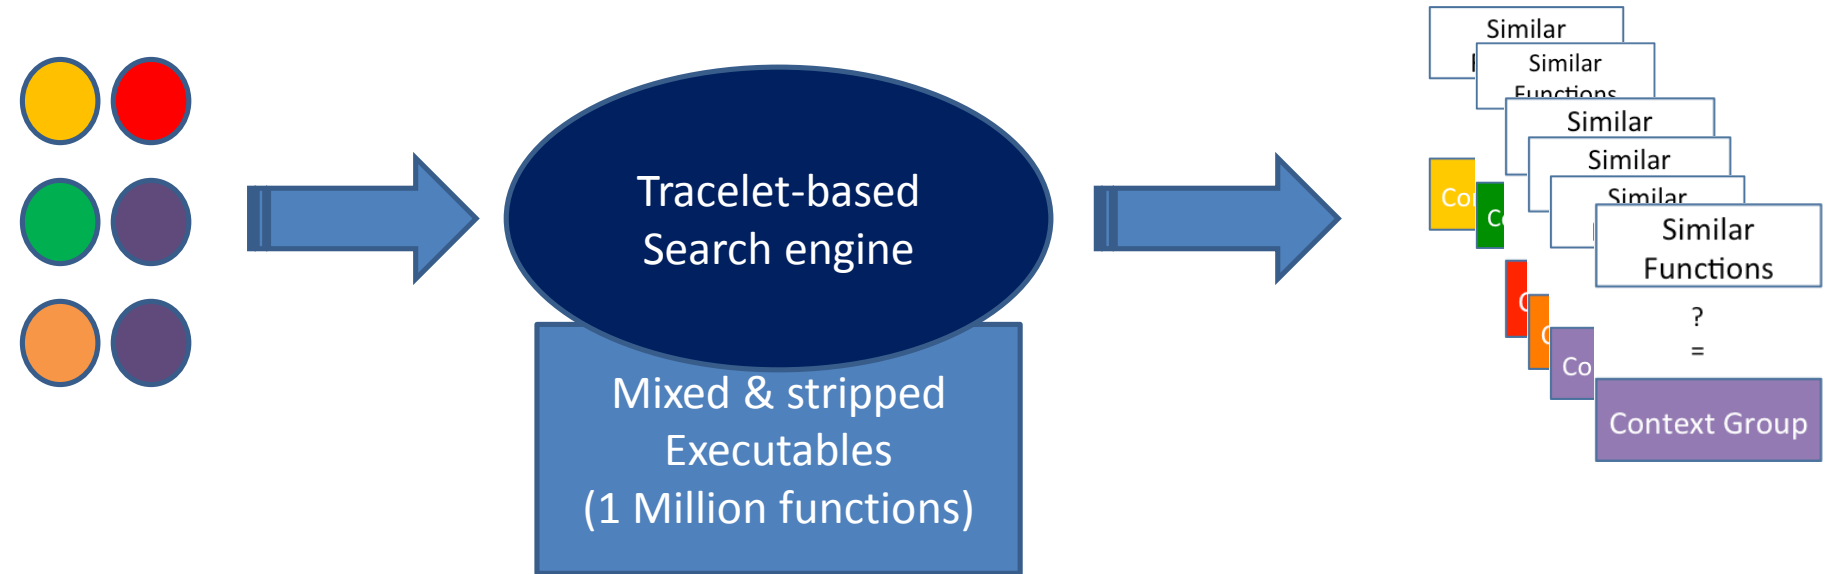 Similar
Similar
Functions
Similar
Similar
Similar
Similar
Functions
?
=
Context Group
Tracelet-based
Search engine
Mixed & stripped
Executables
(1 Million functions)